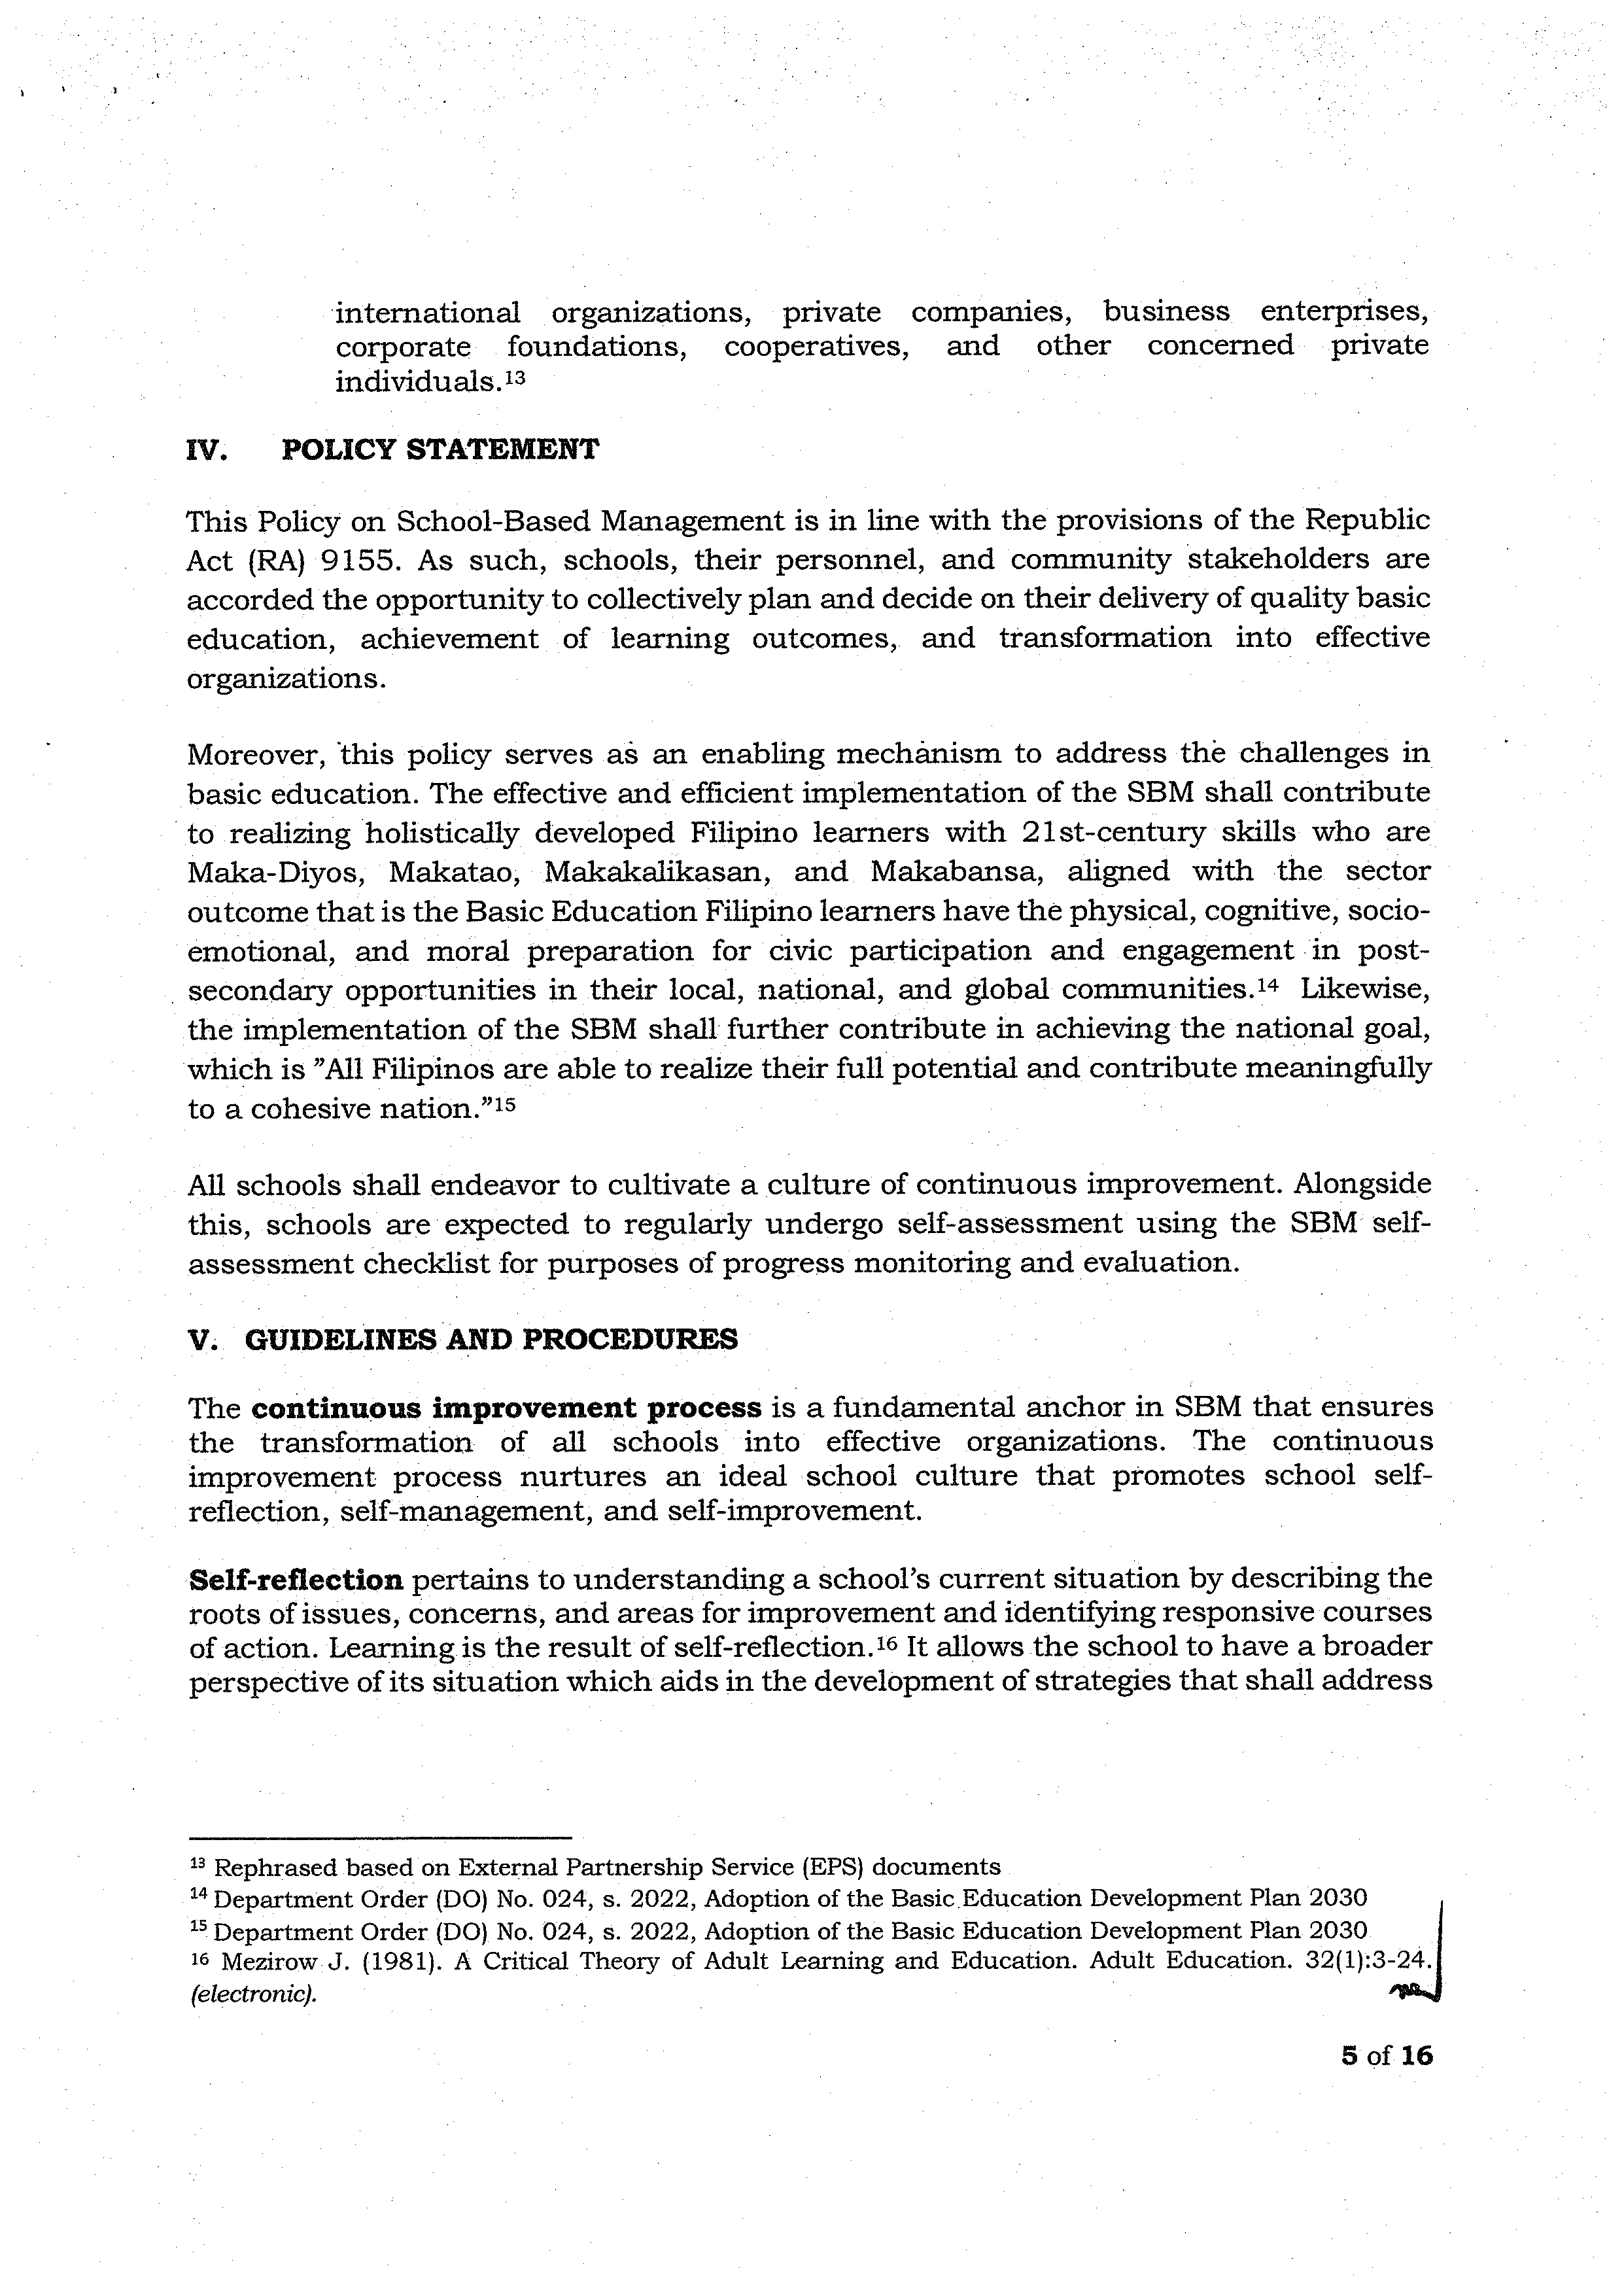 international organizations, private companies, business enterprises,
corporate foundations, cooperatives, and other concerned private
individuals.13
IV. POLICY STATEMENT
This Policy on School-Based Management is in line with the provisions of the Republic
Act (RA) 9155. As such, schools, their personnel, and community stakeholders are
accorded the opportunity to collectively plan and decide on their delivery of quality basic
education, achievement of learning outcomes, and transformation into effective
organizations.
Moreover, this policy serves as an enabling mechanism to address the challenges in
basic education. The effective and efficient implementation of the SBM shall contribute
to realizing holistically developed Filipino learners with 21st-century skills who are
Maka-Diyos, Makatao, Makakalikasan, and Makabansa, aligned with the sector
outcome that is the Basic Education Filipino learners have the physical, cognitive, socio-
emotional, and moral preparation for civic participation and engagement in post-
secondary opportunities in their local, national, and global communities.14 Likewise,
the implementation of the SBM shall further contribute in achieving the national goal,
which is ”All Filipinos are able to realize their full potential and contribute meaningfully
to a cohesive nation.”15
All schools shall endeavor to cultivate a culture of continuous improvement. Alongside
this, schools are expected to regularly undergo self-assessment using the SBM self-
assessment checklist for purposes of progress monitoring and evaluation.
V. GUIDELINES AND PROCEDURES
The continuous improvement process is a fundamental anchor in SBM that ensures
the transformation of all schools into effective organizations. The continuous
improvement process nurtures an ideal school culture that promotes school self-
reflection, self-management, and self-improvement.
Self-reflection pertains to understanding a school’s current situation by describing the
roots of issues, concerns, and areas for improvement and identifying responsive courses
of action. Learning is the result of self-reflection.16 It allows the school to have a broader
perspective of its situation which aids in the development of strategies that shall address
13 Rephrased based on External Partnership Service (EPS) documents
14 Department Order (DO) No. 024, s. 2022, Adoption of the Basic Education Development Plan 2030
15 Department Order (DO) No. 024, s. 2022, Adoption of the Basic Education Development Plan 2030
16 Mezirow J. (1981). A Critical Theory of Adult Learning and Education. Adult Education. 32(1):3-24.
(electronic).
5 of 16